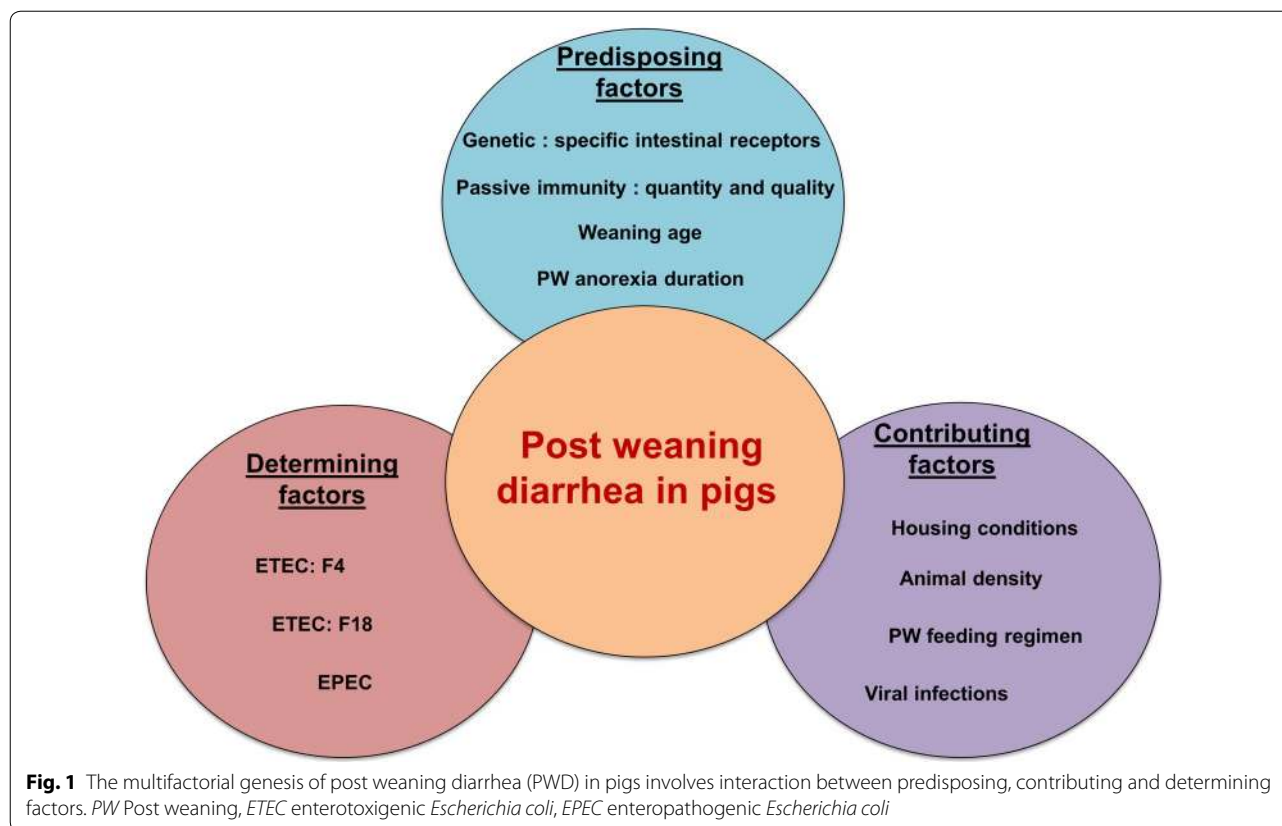 Predisposing
factors
Genetic : specific intestinal receptors
Passive immunity : quantity and quality
Weaning age
PW anorexia duration
Post weaning
diarrhea in pigs
Determining
factors
ETEC: F4
ETEC: F18
EPEC
Contributing
factors
Housing conditions
Animal density
PW feeding regimen
Viral infections
Fig. 1 The multifactorial genesis of post weaning diarrhea (PWD) in pigs involves interaction between predisposing, contributing and determining
factors. PW Post weaning, ETEC enterotoxigenic Escherichia coli, EPEC enteropathogenic Escherichia coli